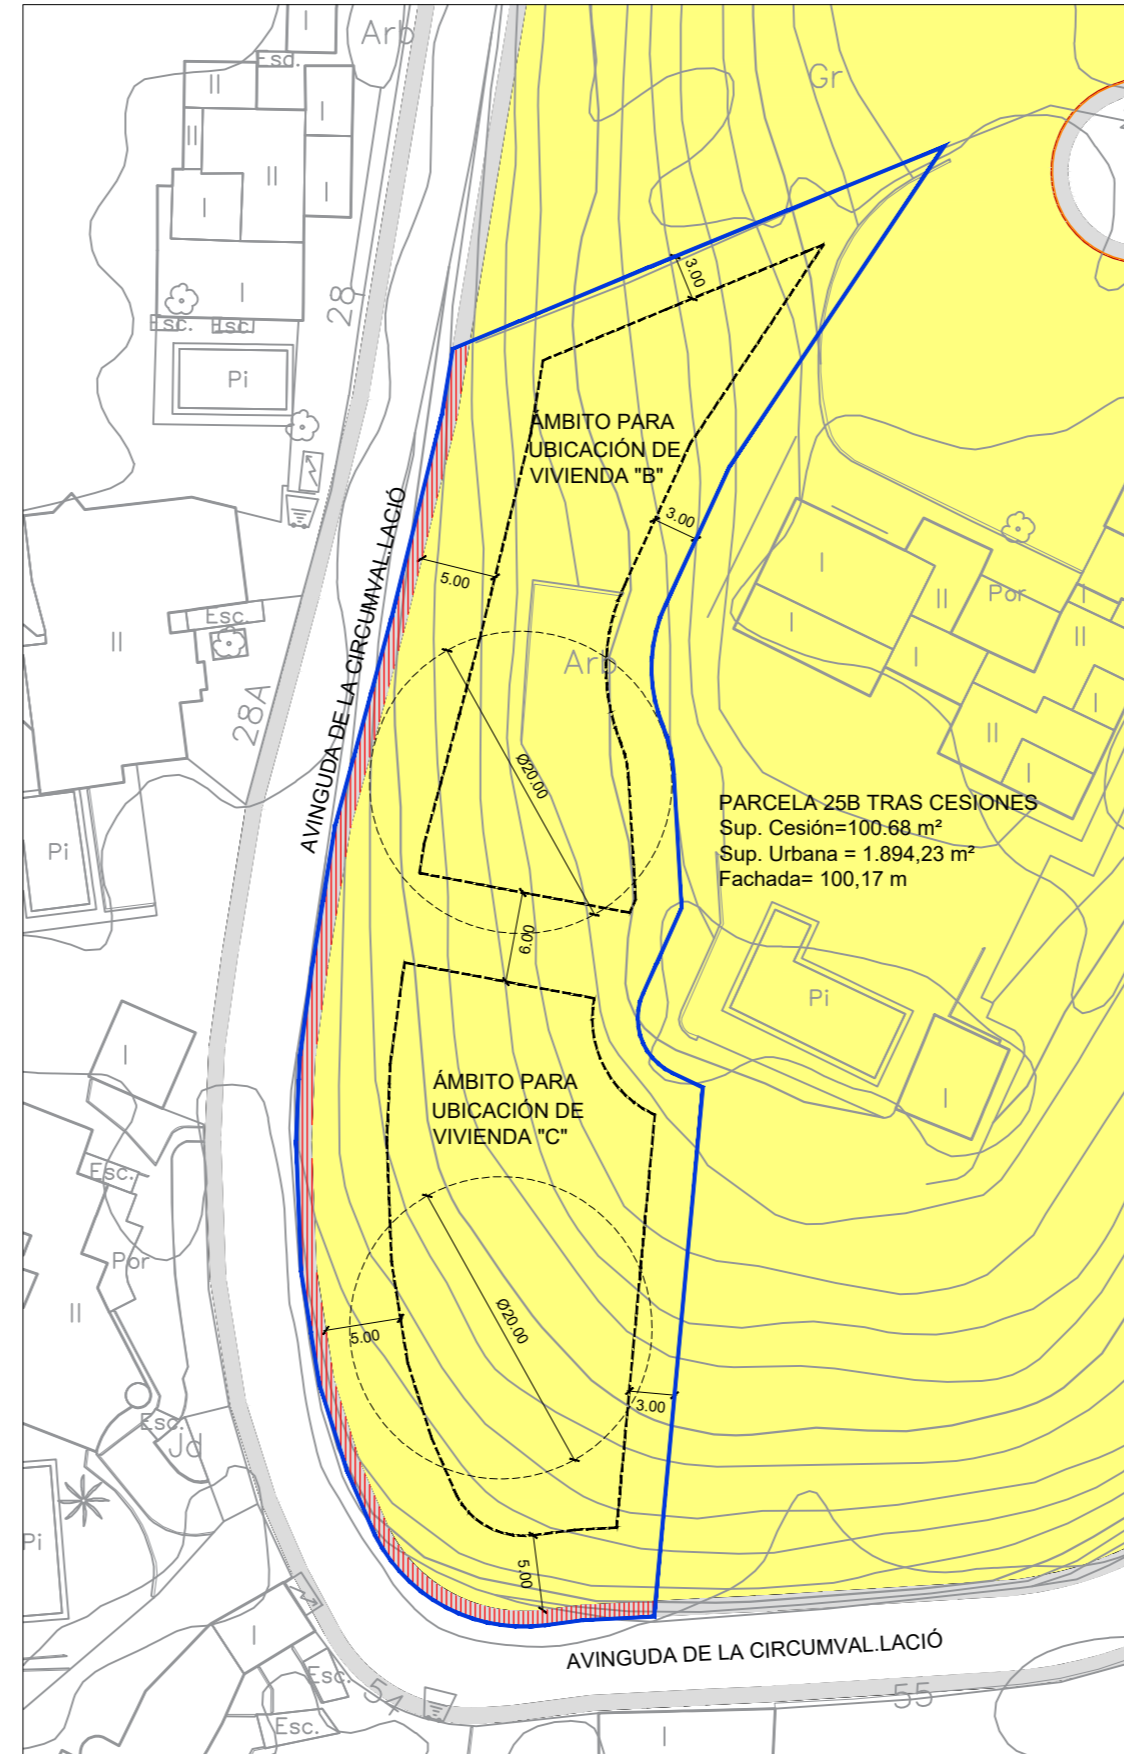 Arb
I
Esc.
II
I
II
II
I
I
I
Gr
28
Esc.
Esc.
Pi
3.00
ÁMBITO PARA
UBICACIÓN DE
VIVIENDA "B"
3.00
5.00
AVINGUDA DE LA CIRCUMVAL.LACIÓ
II
Esc.
28A
Arb
I
I
II
Por
I
II
I
I
II
I
Ø20.00
PARCELA 25B TRAS CESIONES
Sup. Cesión=100.68 m²
Sup. Urbana = 1.894,23 m²
Fachada= 100,17 m
Pi
6.00
Pi
I
I
ÁMBITO PARA
UBICACIÓN DE
VIVIENDA "C"
Esc.
Por
II
Ø20.00
5.00
3.00
Esc.
Jd
Pi
5.00
AVINGUDA DE LA CIRCUMVAL.LACIÓ
I
Esc.
54
55
Esc.
I